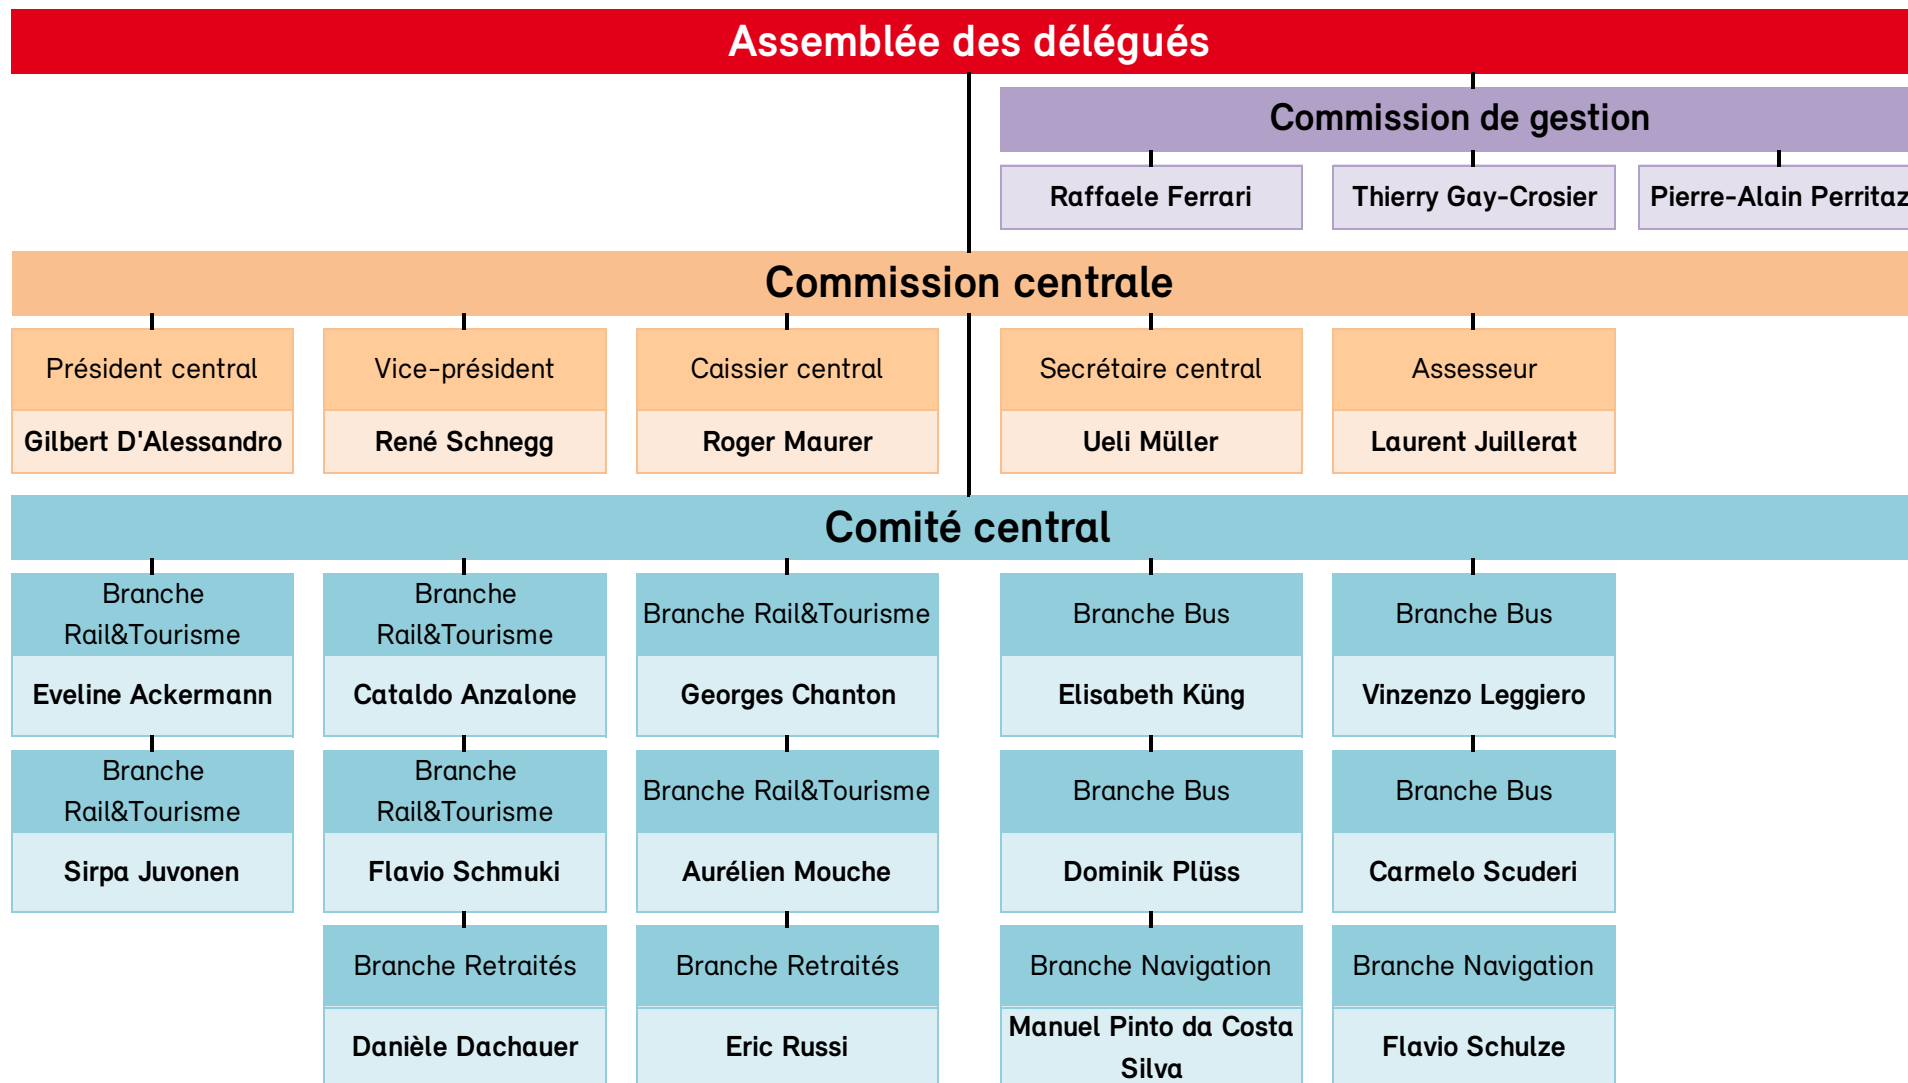 Assemblée des délégués
Commission de gestion
Raffaele Ferrari
Thierry Gay-Crosier
Pierre-Alain Perritaz
Commission centrale
Président central
Vice-président
Caissier central
Secrétaire central
Assesseur
Gilbert D'Alessandro
René Schnegg
Roger Maurer
Ueli Müller
Laurent Juillerat
Comité central
Branche
Rail&Tourisme
Branche
Rail&Tourisme
Branche Rail&Tourisme
Branche Bus
Branche Bus
Eveline Ackermann
Cataldo Anzalone
Georges Chanton
Elisabeth Küng
Vinzenzo Leggiero
Branche
Rail&Tourisme
Branche
Rail&Tourisme
Branche Rail&Tourisme
Branche Bus
Branche Bus
Sirpa Juvonen
Flavio Schmuki
Aurélien Mouche
Dominik Plüss
Carmelo Scuderi
Branche Retraités
Branche Retraités
Branche Navigation
Branche Navigation
Danièle Dachauer
Eric Russi
Manuel Pinto da Costa
Silva
Flavio Schulze